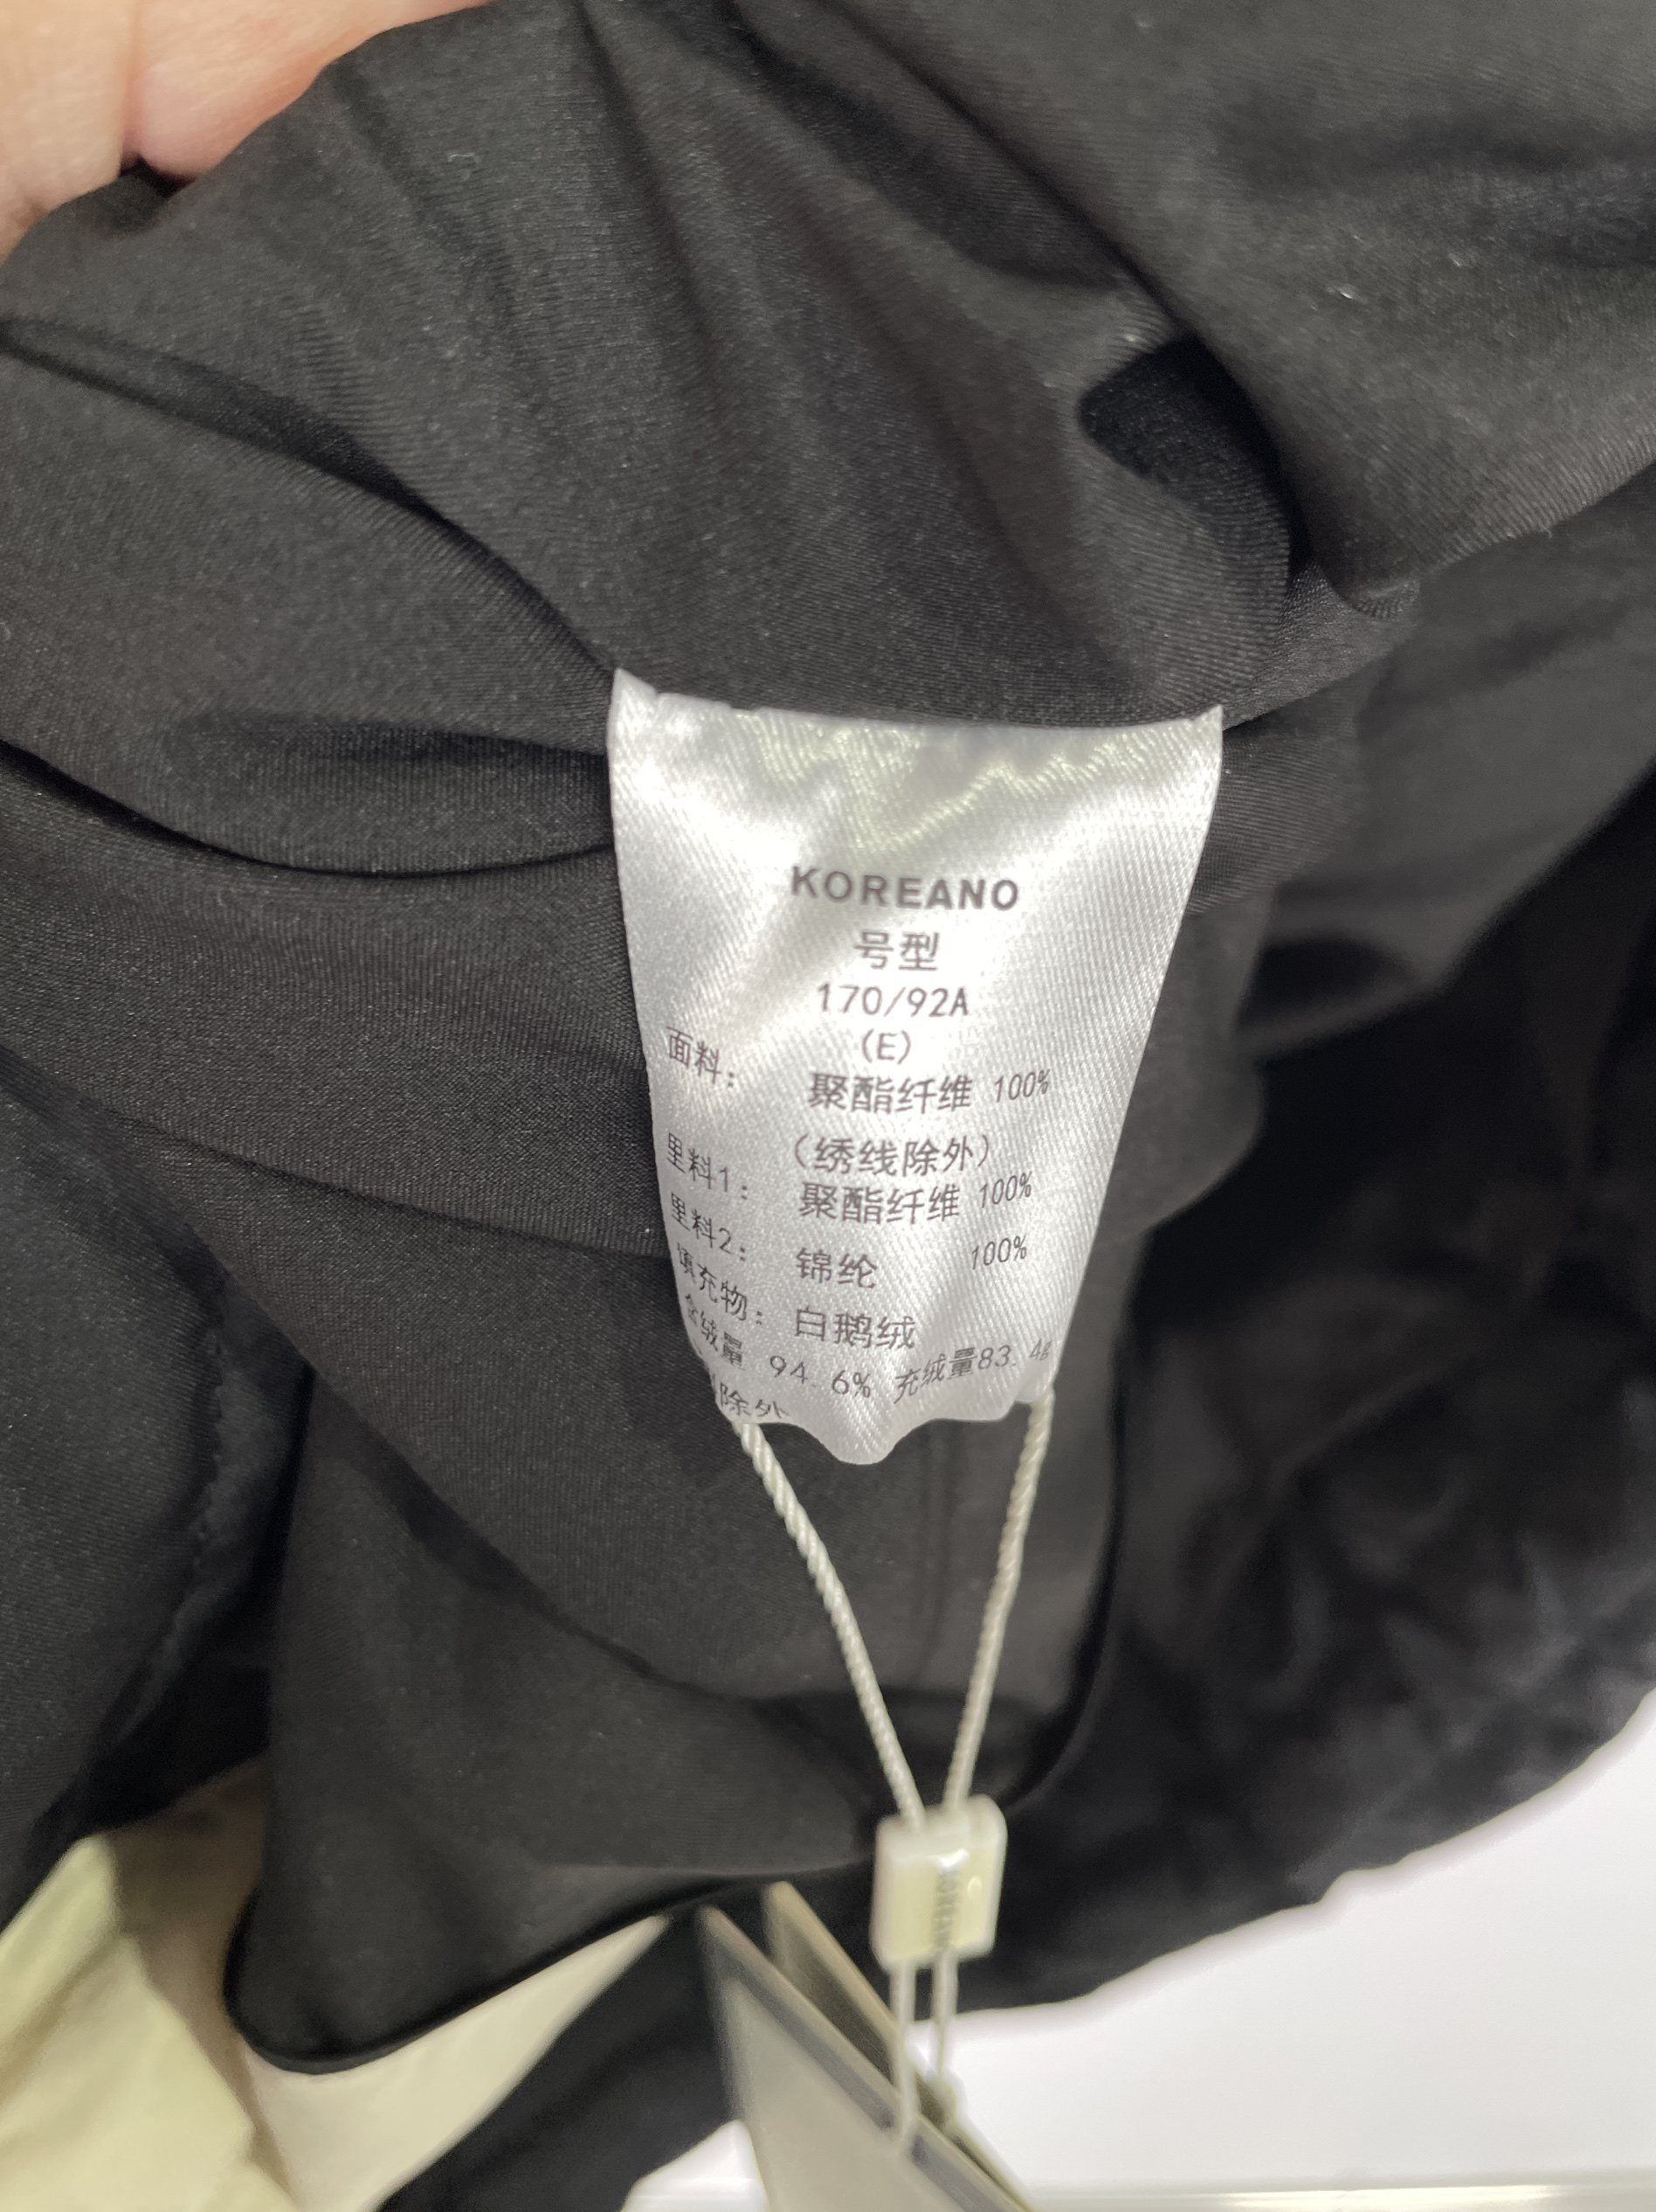 KOREANO
号型
170/92A
(E)
面料: 聚酯纤维 100%
(绣线除外)
里料1: 聚酯纤维 100%
里料2: 锦纶 100%
填充物: 白鹅绒
含绒量 94.6% 充绒量83.4g
除外